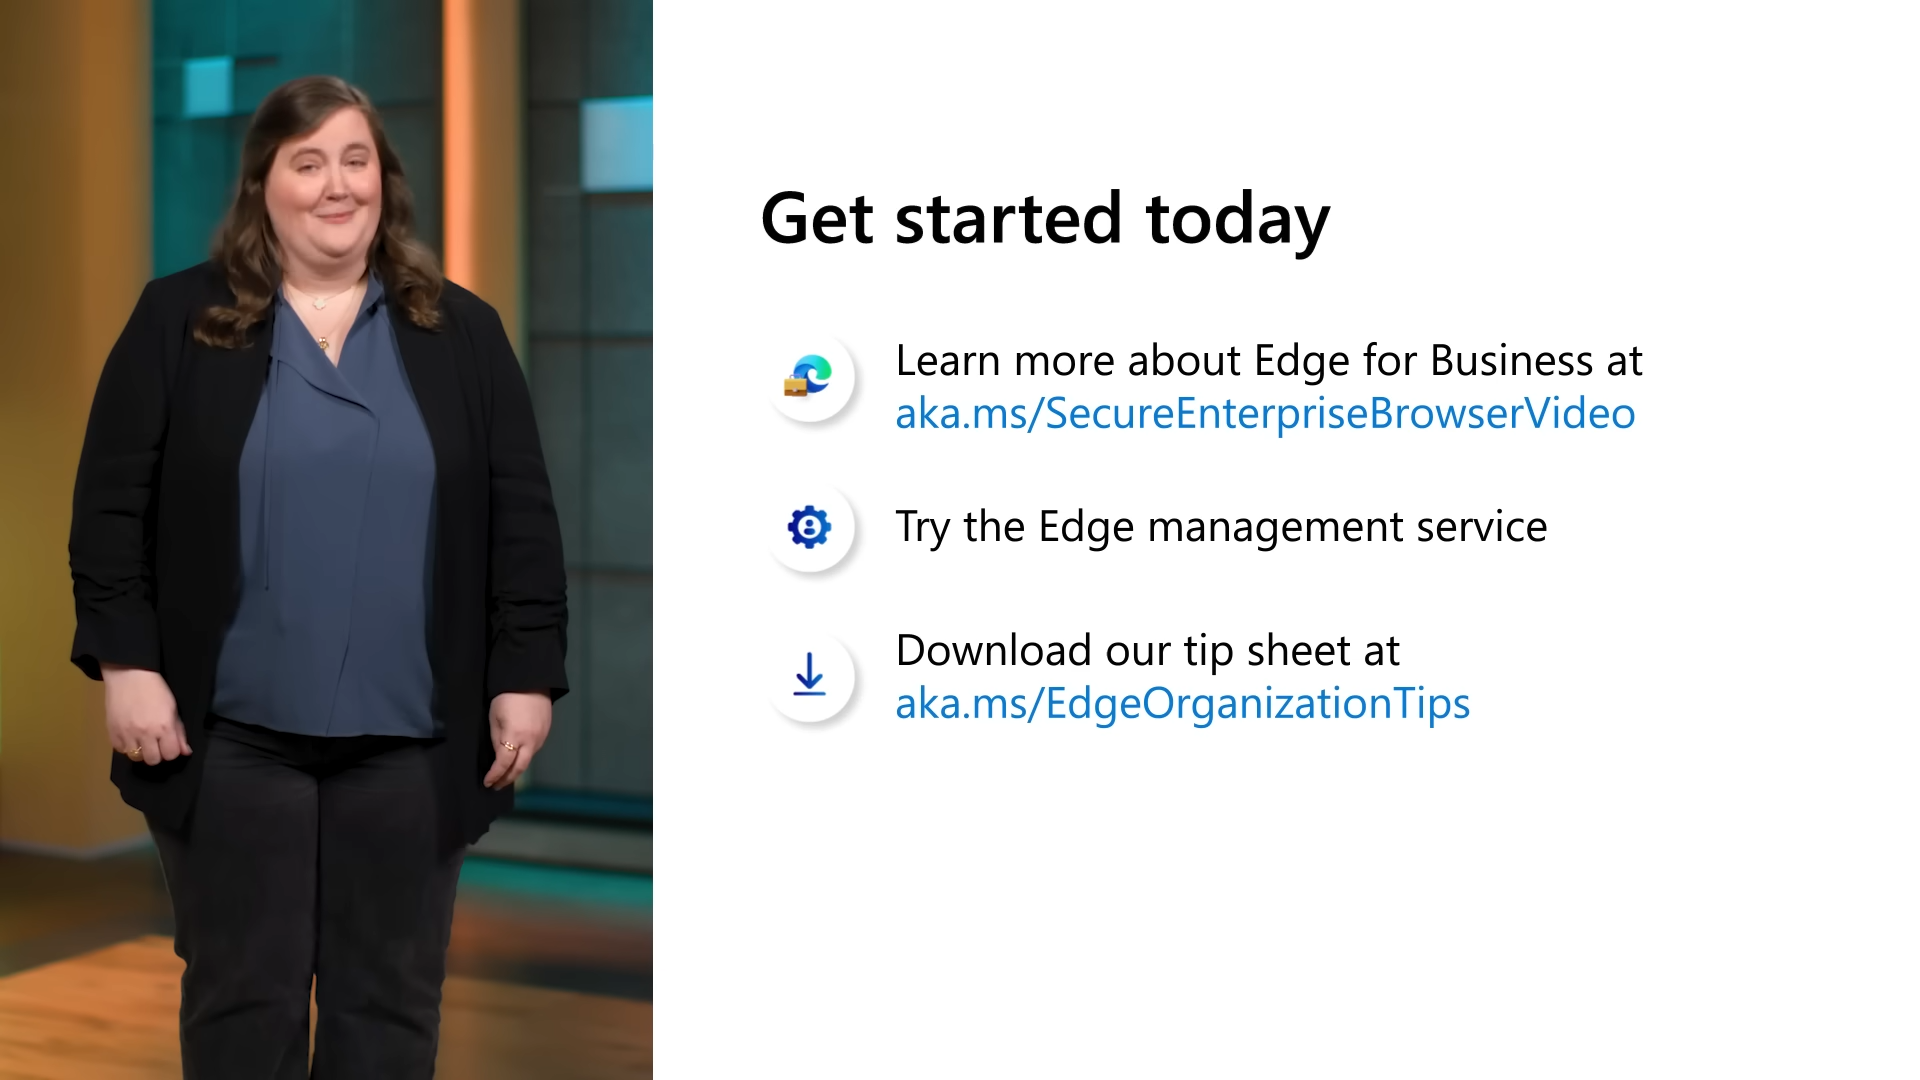 Get started today
Learn more about Edge for Business at
aka.ms/SecureEnterpriseBrowserVideo
Try the Edge management service
Download our tip sheet at
aka.ms/EdgeOrganizationTips